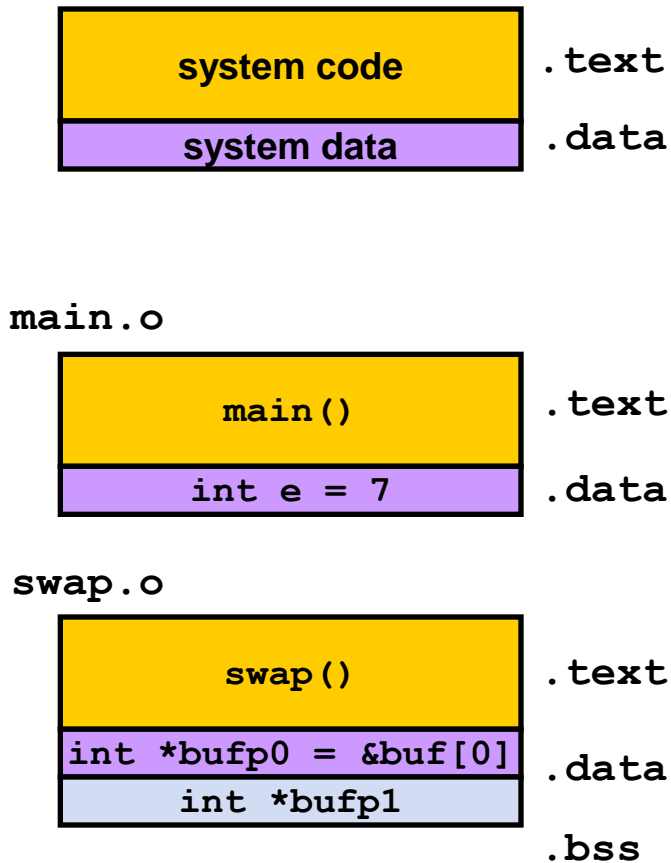 system code .text
system data .data
main.o
main() .text
int e = 7 .data
swap.o
swap() .text
int *bufp0 = &buf[0] .data
int *bufp1
.bss